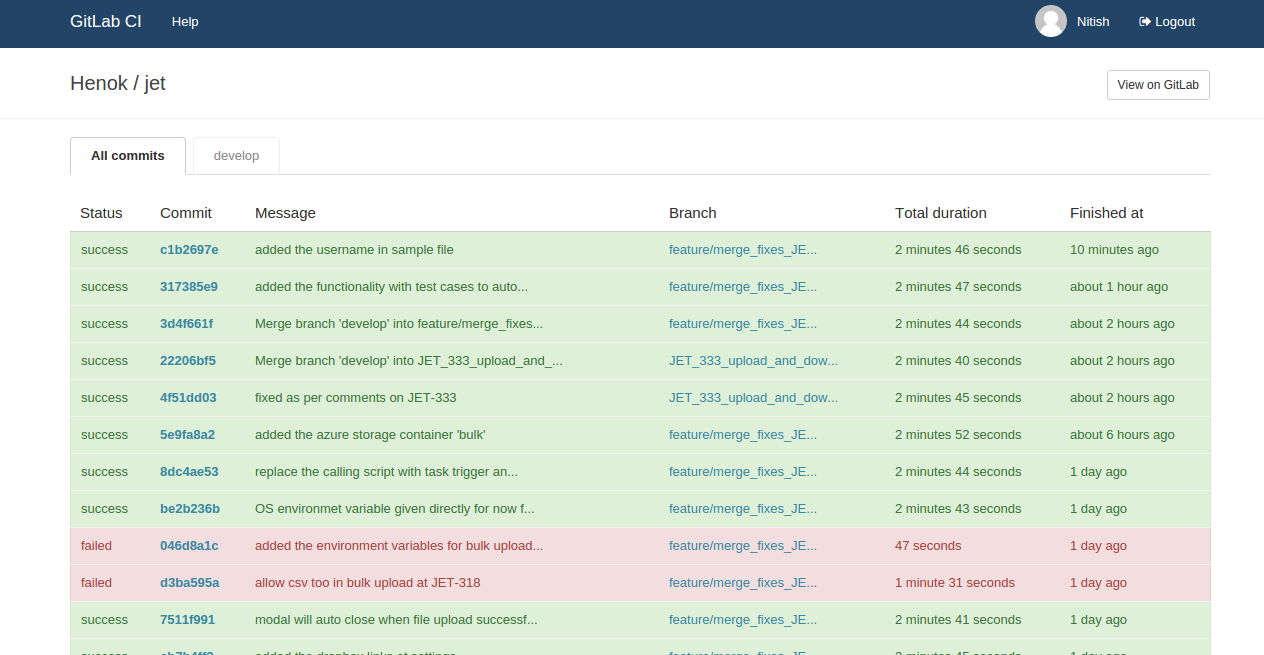 GitLab CI Help Nitish Logout
Henok / jet View on GitLab
All commits develop
Status Commit Message Branch Total duration Finished at
success c1b2697e added the username in sample file feature/merge_fixes_JE... 2 minutes 46 seconds 10 minutes ago
success 317385e9 added the functionality with test cases to auto... feature/merge_fixes_JE... 2 minutes 47 seconds about 1 hour ago
success 3d4f661f Merge branch 'develop' into feature/merge_fixes... feature/merge_fixes_JE... 2 minutes 44 seconds about 2 hours ago
success 22206bf5 Merge branch 'develop' into JET_333_upload_and_... JET_333_upload_and_dow... 2 minutes 40 seconds about 2 hours ago
success 4f51dd03 fixed as per comments on JET-333 JET_333_upload_and_dow... 2 minutes 45 seconds about 2 hours ago
success 5e9fa8a2 added the azure storage container 'bulk' feature/merge_fixes_JE... 2 minutes 52 seconds about 6 hours ago
success 8dc4ae53 replace the calling script with task trigger an... feature/merge_fixes_JE... 2 minutes 44 seconds 1 day ago
success be2b236b OS environmet variable given directly for now f... feature/merge_fixes_JE... 2 minutes 43 seconds 1 day ago
failed 046d8a1c added the environment variables for bulk upload... feature/merge_fixes_JE... 47 seconds 1 day ago
failed d3ba595a allow csv too in bulk upload at JET-318 feature/merge_fixes_JE... 1 minute 31 seconds 1 day ago
success 7511f991 modal will auto close when file upload successf... feature/merge_fixes_JE... 2 minutes 41 seconds 1 day ago